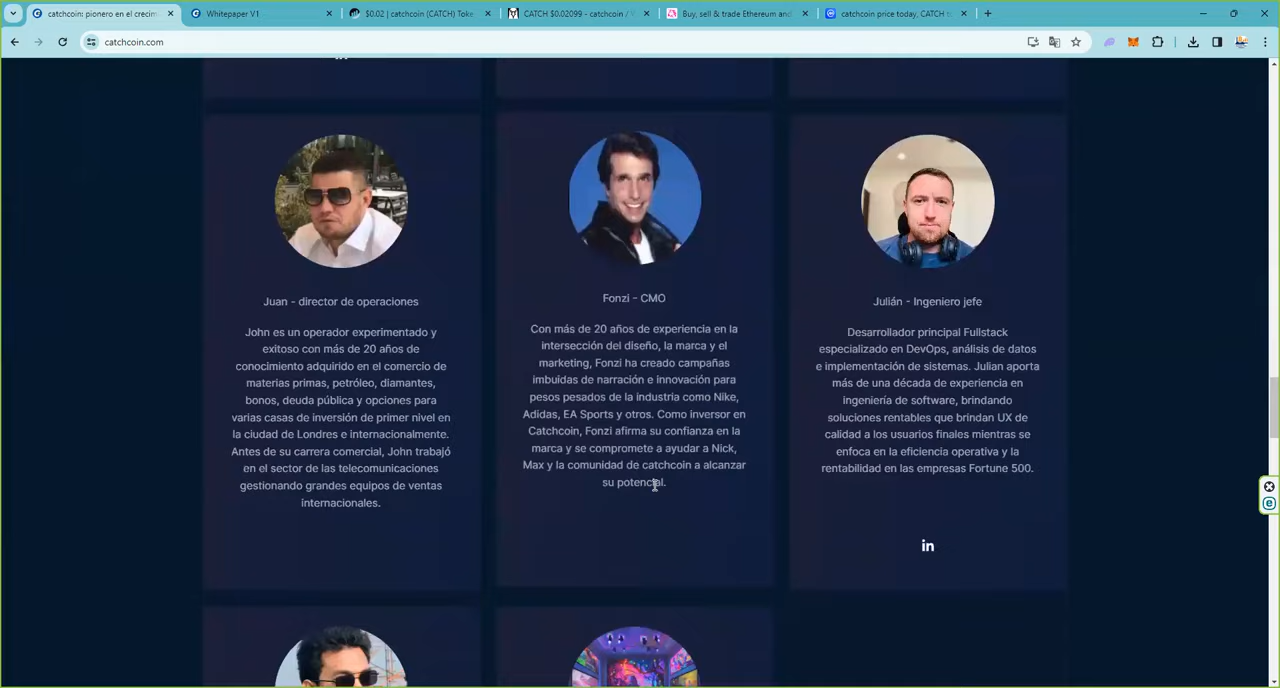 catchcoin: pionero en el crecim
Whitepaper V1
$0.02 | catchcoin (CATCH) Toke
CATCH $0.02099 - catchcoin / V
Buy, sell & trade Ethereum and
catchcoin price today, CATCH t
catchcoin.com
in
Juan - director de operaciones
John es un operador experimentado y
exitoso con más de 20 años de
conocimiento adquirido en el comercio de
materias primas, petróleo, diamantes,
bonos, deuda pública y opciones para
varias casas de inversión de primer nivel en
la ciudad de Londres e internacionalmente.
Antes de su carrera comercial, John trabajó
en el sector de las telecomunicaciones
gestionando grandes equipos de ventas
internacionales.
Fonzi - CMO
Con más de 20 años de experiencia en la
intersección del diseño, la marca y el
marketing, Fonzi ha creado campañas
imbuidas de narración e innovación para
pesos pesados de la industria como Nike,
Adidas, EA Sports y otros. Como inversor en
Catchcoin, Fonzi afirma su confianza en la
marca y se compromete a ayudar a Nick,
Max y la comunidad de catchcoin a alcanzar
su potencial.
Julián - Ingeniero jefe
Desarrollador principal Fullstack
especializado en DevOps, análisis de datos
e implementación de sistemas. Julian aporta
más de una década de experiencia en
ingeniería de software, brindando
soluciones rentables que brindan UX de
calidad a los usuarios finales mientras se
enfoca en la eficiencia operativa y la
rentabilidad en las empresas Fortune 500.
in